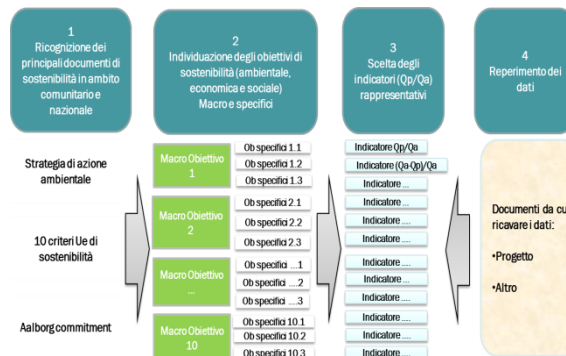 1
Ricognizione dei
principali documenti di
sostenibilità in ambito
comunitario e
nazionale
2
Individuazione degli obiettivi di
sostenibilità (ambientale,
economica e sociale)
Macro e specifici
3
Scelta degli
indicatori (Qp/Qa)
rappresentativi
4
Reperimento dei
dati
Strategia di azione
ambientale
10 criteri Ue di
sostenibilità
Aalborg commitment
Macro Obiettivo
1
Ob specifici 1.1
Ob specifici 1.2
Ob specifici 1.3
Macro Obiettivo
2
Ob specifici 2.1
Ob specifici 2.2
Ob specifici 2.3
Macro Obiettivo
...
Ob specifici ....1
Ob specifici ....2
Ob specifici ....3
Macro Obiettivo
10
Ob specifici 10.1
Ob specifici 10.2
Ob specifici 10.3
Indicatore Qp/Qa
Indicatore (Qa-Qp)/Qa
Indicatore ...
Indicatore ...
Indicatore ....
Indicatore ....
Indicatore ....
Indicatore ...
Indicatore ....
Indicatore ....
Indicatore ....
Indicatore ....
Documenti da cu
ricavare i dati:
•Progetto
•Altro